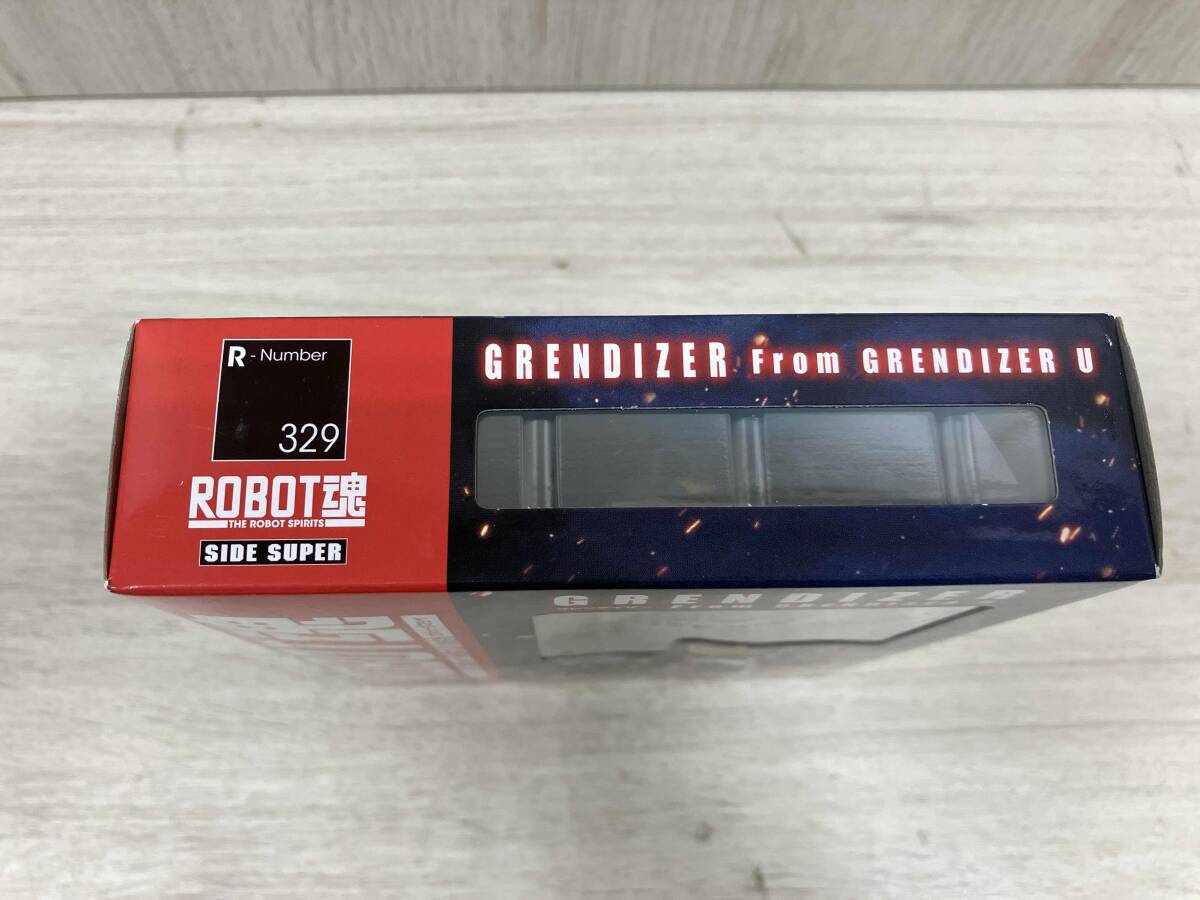 R - Number
329
ROBOT魂
THE ROBOT SPIRITS
SIDE SUPER
GRENDIZER From GRENDIZER U
GRENDIZER